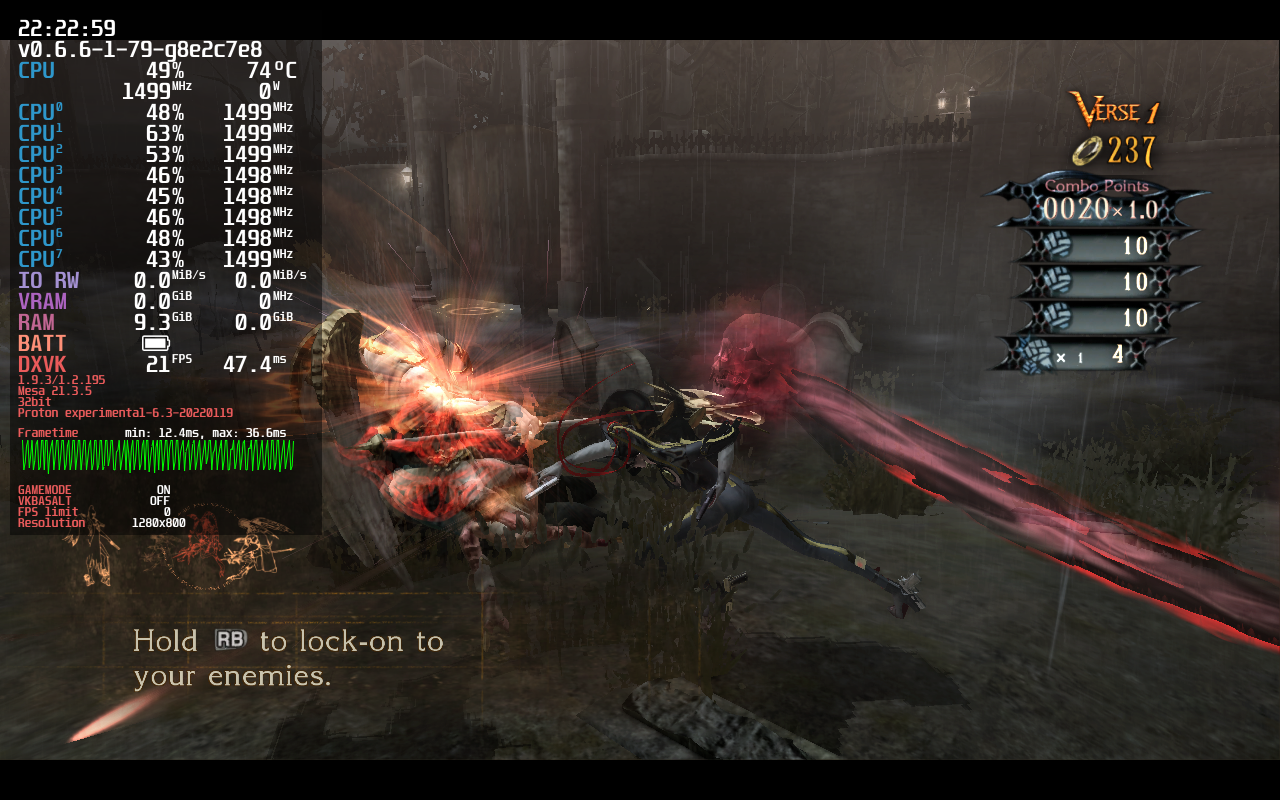 22:22:59
v0.6.6-1-79-g8e2c7e8
CPU 49% 74°C
1499MHz 0W
CPU0 48% 1499MHz
CPU1 63% 1499MHz
CPU2 53% 1499MHz
CPU3 46% 1498MHz
CPU4 45% 1498MHz
CPU5 46% 1498MHz
CPU6 48% 1498MHz
CPU7 43% 1499MHz
IO RW 0.0MiB/s 0.0MiB/s
VRAM 0.0GiB 0MHz
RAM 9.3GiB 0.0GiB
BATT
DXVK 21FPS 47.4ms
1.9.3/1.2.195
Mesa 21.3.5
32bit
Proton experimental-6.3-20220119
Frametime min: 12.4ms, max: 36.6ms
GAMEMODE ON
VKBASALT OFF
FPS limit 0
Resolution 1280x800
VERSE 1
237
Combo Points
0020×1.0
10
10
10
× 1 4
Hold RB to lock-on to
your enemies.